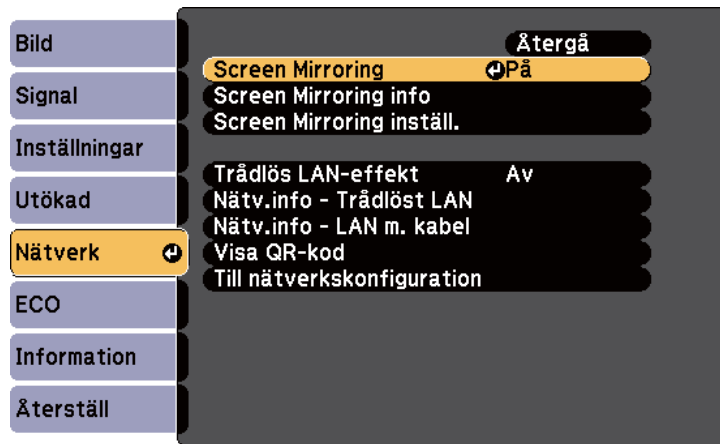 Bild
Signal
Inställningar
Utökad
Nätverk
ECO
Information
Återställ
Återgå
Screen Mirroring På
Screen Mirroring info
Screen Mirroring inställ.
Trådlös LAN-effekt Av
Nätv.info - Trådlöst LAN
Nätv.info - LAN m. kabel
Visa QR-kod
Till nätverkskonfiguration